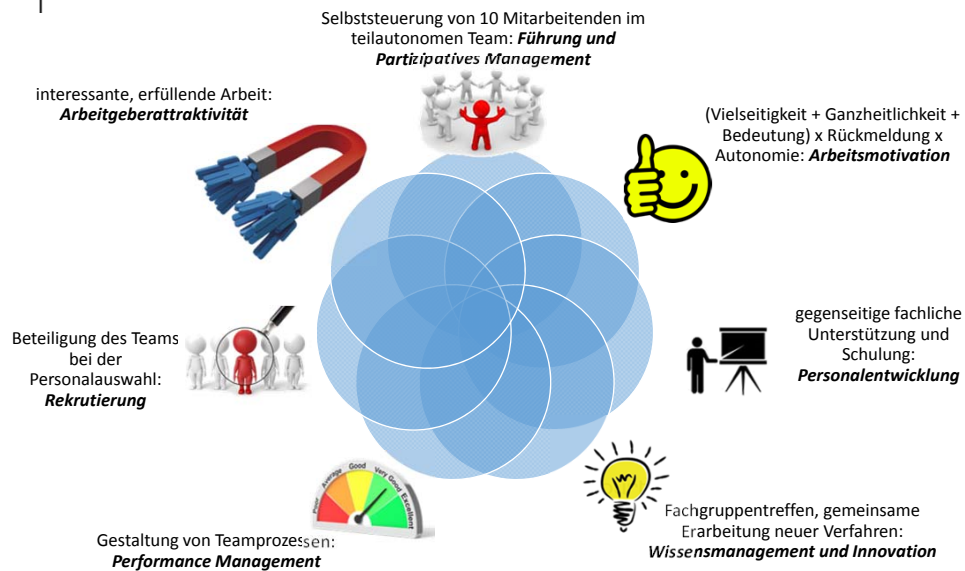 Selbststeuerung von 10 Mitarbeitenden im
teilautonomen Team: Führung und
Partizipatives Management
interessante, erfüllende Arbeit:
Arbeitgeberattraktivität
(Vielseitigkeit + Ganzheitlichkeit +
Bedeutung) x Rückmeldung x
Autonomie: Arbeitsmotivation
Beteiligung des Teams
bei der
Personalauswahl:
Rekrutierung
gegenseitige fachliche
Unterstützung und
Schulung:
Personalentwicklung
Poor
Average
Good
Very Good
Excellent
Gestaltung von Teamprozessen:
Performance Management
Fachgruppentreffen, gemeinsame
Erarbeitung neuer Verfahren:
Wissensmanagement und Innovation